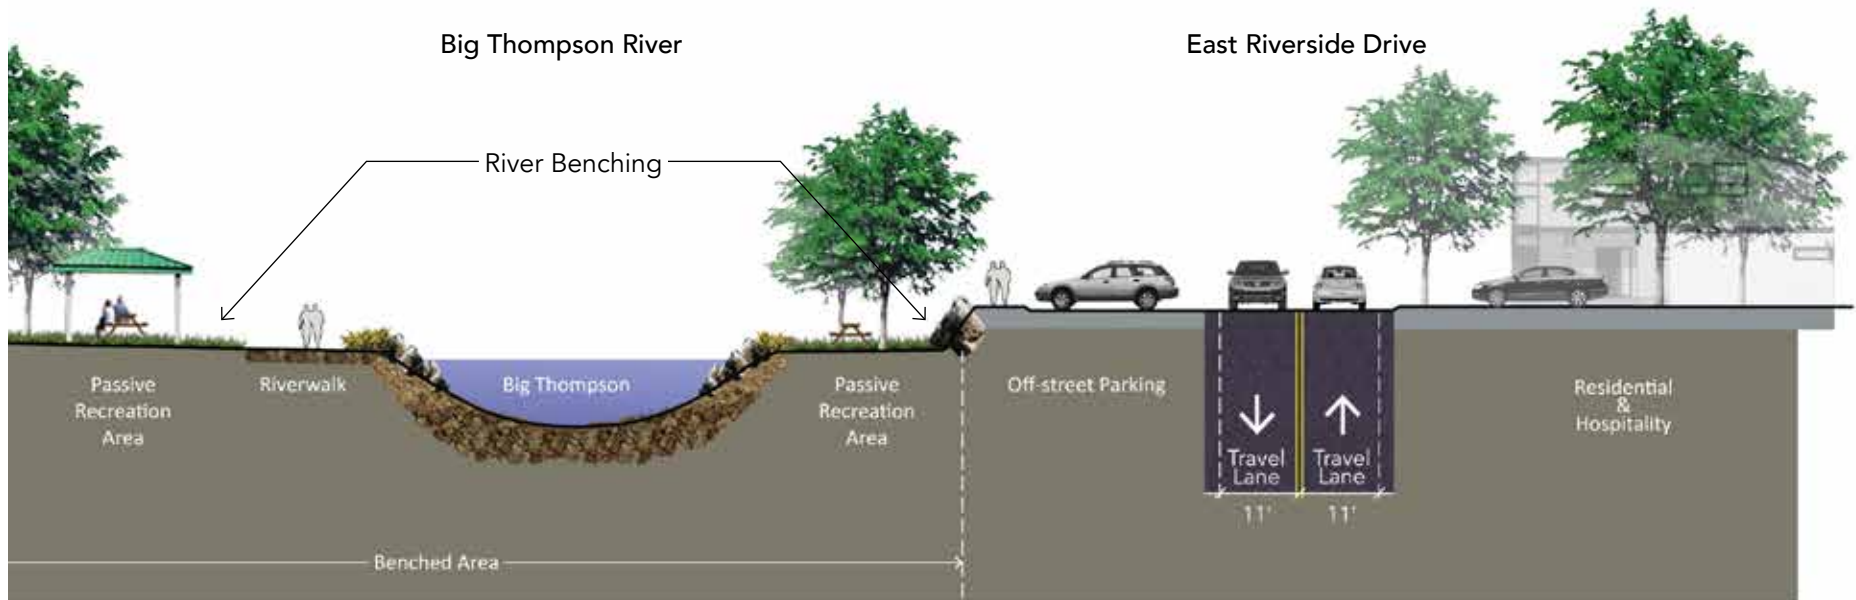 Big Thompson River
East Riverside Drive
River Benching
Passive
Recreation
Area
Riverwalk
Big Thompson
Passive
Recreation
Area
Off-street Parking
Travel
Lane
Travel
Lane
11'
11'
Residential
&
Hospitality
Benched Area